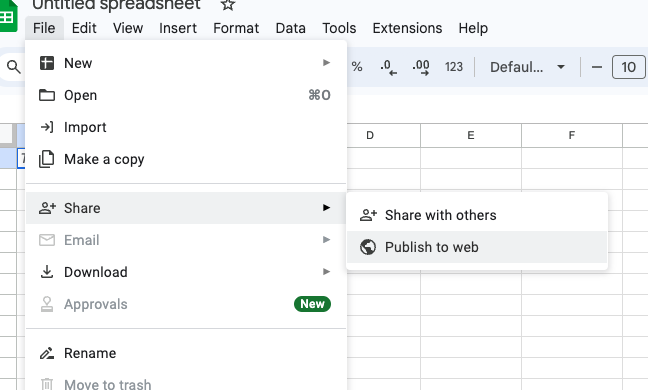 Untitled spreadsheet
File Edit View Insert Format Data Tools Extensions Help
New
% .0 .00 123 Defaul... 10
Open ⌘O
Import
D E F
Make a copy
Share
Share with others
Email
Publish to web
Download
Approvals New
Rename
Move to trash